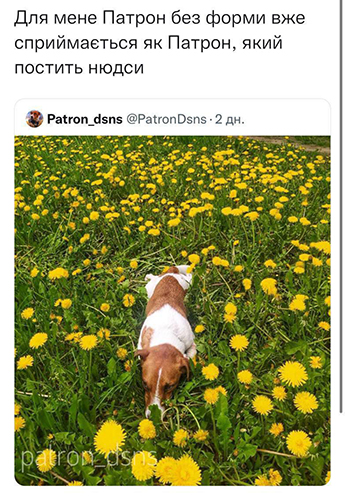 Для мене Патрон без форми вже
сприймається як Патрон, який
постить нюдси
Patron_dsns @PatronDsns · 2 дн.
patron_dsns